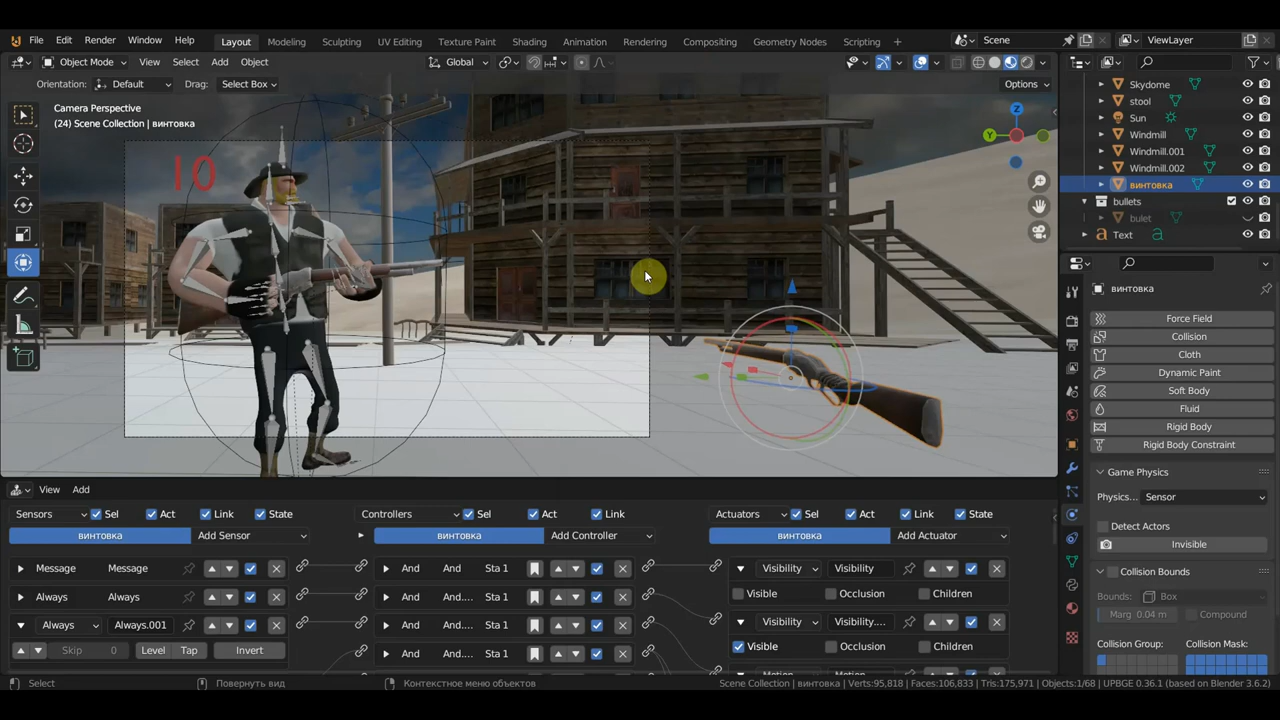 File Edit Render Window Help Layout Modeling Sculpting UV Editing Texture Paint Shading Animation Rendering Compositing Geometry Nodes Scripting + Scene ViewLayer
Object Mode View Select Add Object Global
Orientation: Default Drag: Select Box Options
Camera Perspective
(24) Scene Collection | винтовка
10
Z
Y
Skydome
stool
Sun
Windmill
Windmill.001
Windmill.002
винтовка
bullets
bulet
Text
винтовка
Force Field
Collision
Cloth
Dynamic Paint
Soft Body
Fluid
Rigid Body
Rigid Body Constraint
Game Physics
Physics... Sensor
Detect Actors
Invisible
Collision Bounds
Bounds: Box
Marg 0.04 m Compound
Collision Group: Collision Mask:
View Add
Sensors Sel Act Link State Controllers Sel Act Link Actuators Sel Act Link State
винтовка Add Sensor винтовка Add Controller винтовка Add Actuator
Message Message And And Sta 1 Visibility Visibility
Always Always And And.... Sta 1 Visible Occlusion Children
Always Always.001 And And.... Sta 1 Visibility Visibility....
Skip 0 Level Tap Invert And And.... Sta 1 Visible Occlusion Children
Select Повернуть вид Контекстное меню объектов Scene Collection | винтовка | Verts:95,818 | Faces:106,833 | Tris:175,971 | Objects:1/68 | UPBGE 0.36.1 (based on Blender 3.6.2)